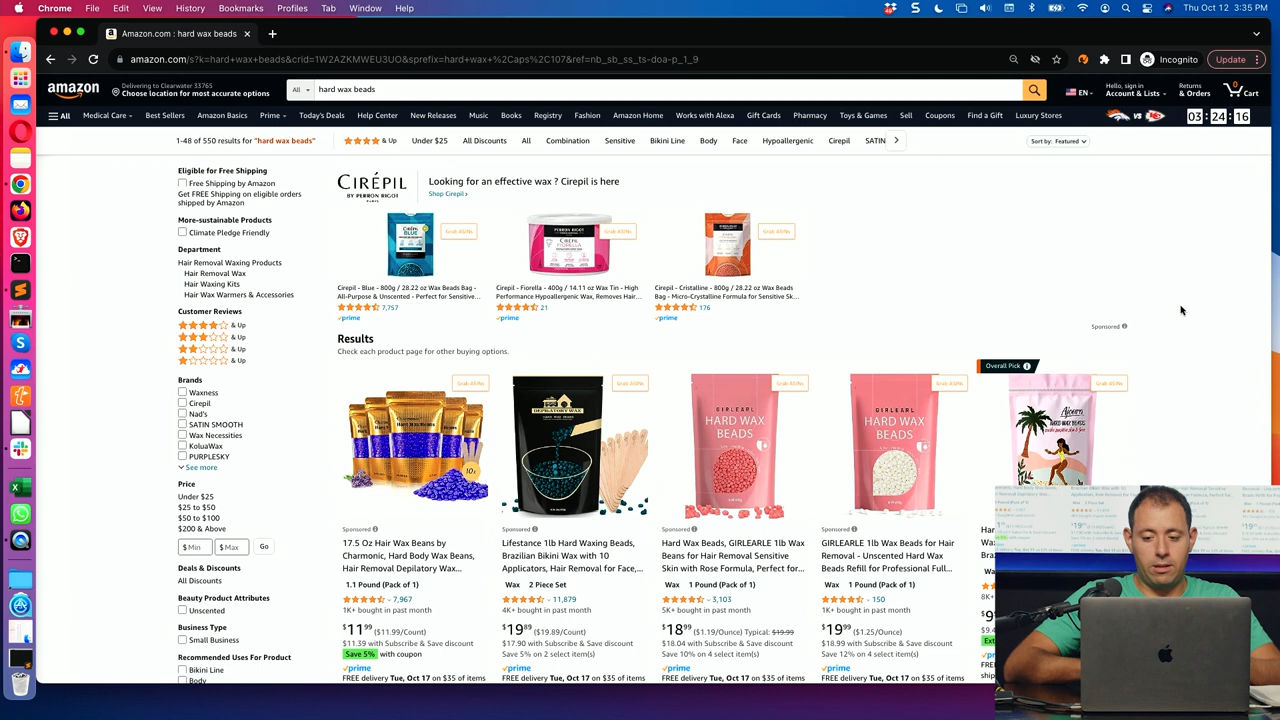 Chrome File Edit View History Bookmarks Profiles Tab Window Help
Thu Oct 12 3:35 PM
Amazon.com : hard wax beads
amazon.com/s?k=hard+wax+beads&crid=1W2AZKMWEU3UO&sprefix=hard+wax+%2Caps%2C107&ref=nb_sb_ss_ts-doa-p_1_9
Incognito
Update
amazon
Delivering to Clearwater 33765
Choose location for most accurate options
All
hard wax beads
EN
Hello, sign in
Account & Lists
Returns
& Orders
0
Cart
All Medical Care Best Sellers Amazon Basics Prime Today's Deals Help Center New Releases Music Books Registry Fashion Amazon Home Works with Alexa Gift Cards Pharmacy Toys & Games Sell Coupons Find a Gift Luxury Stores
VS
03 : 24 : 16
1-48 of 550 results for "hard wax beads"
& Up Under $25 All Discounts All Combination Sensitive Bikini Line Body Face Hypoallergenic Cirepil SATIN
Sort by: Featured
Eligible for Free Shipping
Free Shipping by Amazon
Get FREE Shipping on eligible orders
shipped by Amazon
More-sustainable Products
Climate Pledge Friendly
Department
Hair Removal Waxing Products
Hair Removal Wax
Hair Waxing Kits
Hair Wax Warmers & Accessories
Customer Reviews
& Up
& Up
& Up
& Up
Brands
Waxness
Cirepil
Nad's
SATIN SMOOTH
Wax Necessities
KoluaWax
PURPLESKY
See more
Price
Under $25
$25 to $50
$50 to $100
$200 & Above
$ Min
$ Max
Go
Deals & Discounts
All Discounts
Beauty Product Attributes
Unscented
Business Type
Small Business
Recommended Uses For Product
Bikini Line
Body
CIRÉPIL
BY PERRON RIGOT
PARIS
Looking for an effective wax ? Cirepil is here
Shop Cirepil ›
Grab ASINs
Grab ASINs
Grab ASINs
Cirepil - Blue - 800g / 28.22 oz Wax Beads Bag -
All-Purpose & Unscented - Perfect for Sensitive...
7,757
prime
Cirepil - Fiorella - 400g / 14.11 oz Wax Tin - High
Performance Hypoallergenic Wax, Removes Hair...
21
prime
Cirepil - Cristalline - 800g / 28.22 oz Wax Beads
Bag - Micro-Crystalline Formula for Sensitive Sk...
176
prime
Sponsored
Results
Check each product page for other buying options.
Overall Pick
Grab ASINs
Grab ASINs
Grab ASINs
Grab ASINs
Grab ASINs
10x
DEPILATORY WAX
GIRLEARL
HARD WAX
BEADS
GIRLEARL
HARD WAX
BEADS
HARD WAX BEADS
Sponsored
17.5 Oz Hair Wax Beans by
Charmonic, Hard Body Wax Beans,
Hair Removal Depilatory Wax...
1.1 Pound (Pack of 1)
7,967
1K+ bought in past month
$11 99 ($11.99/Count)
$11.39 with Subscribe & Save discount
Save 5% with coupon
prime
FREE delivery Tue, Oct 17 on $35 of items
Sponsored
Lifestance 1lb Hard Waxing Beads,
Brazilian Bikini Wax with 10
Applicators, Hair Removal for Face,...
Wax 2 Piece Set
11,879
4K+ bought in past month
$19 89 ($19.89/Count)
$17.90 with Subscribe & Save discount
Save 5% on 2 select item(s)
prime
FREE delivery Tue, Oct 17 on $35 of items
Sponsored
Hard Wax Beads, GIRLEARLE 1lb Wax
Beans for Hair Removal Sensitive
Skin with Rose Formula, Perfect for...
Wax 1 Pound (Pack of 1)
3,103
5K+ bought in past month
$18 99 ($1.19/Ounce) Typical: $19.99
$18.04 with Subscribe & Save discount
Save 10% on 4 select item(s)
prime
FREE delivery Tue, Oct 17 on $35 of items
Sponsored
GIRLEARLE 1lb Wax Beads for Hair
Removal - Unscented Hard Wax
Beads Refill for Professional Full...
Wax 1 Pound (Pack of 1)
150
1K+ bought in past month
$19 99 ($1.25/Ounce)
$18.99 with Subscribe & Save discount
Save 12% on 4 select item(s)
prime
FREE delivery Tue, Oct 17 on $35 of items